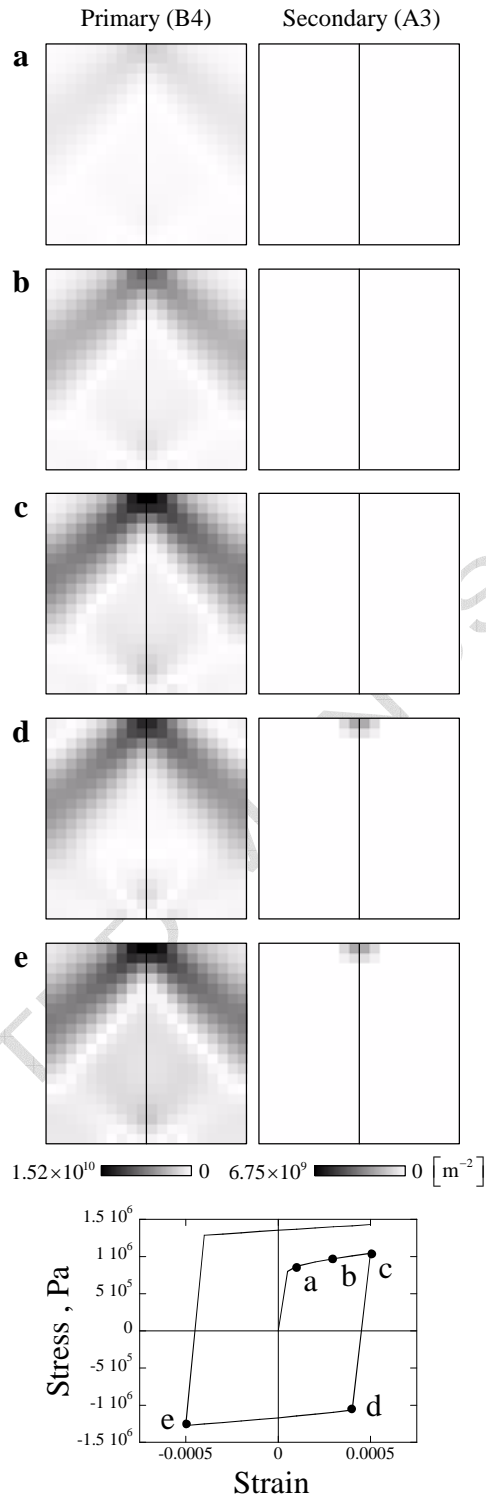 Primary (B4) Secondary (A3)
a
b
c
d
e
1.52×10¹⁰ 0 6.75×10⁹ 0 [m⁻²]
1.5 10⁶
1 10⁶
5 10⁵
0
-5 10⁵
-1 10⁶
-1.5 10⁶
Stress , Pa
a b c
d
e
-0.0005 0 0.0005
Strain